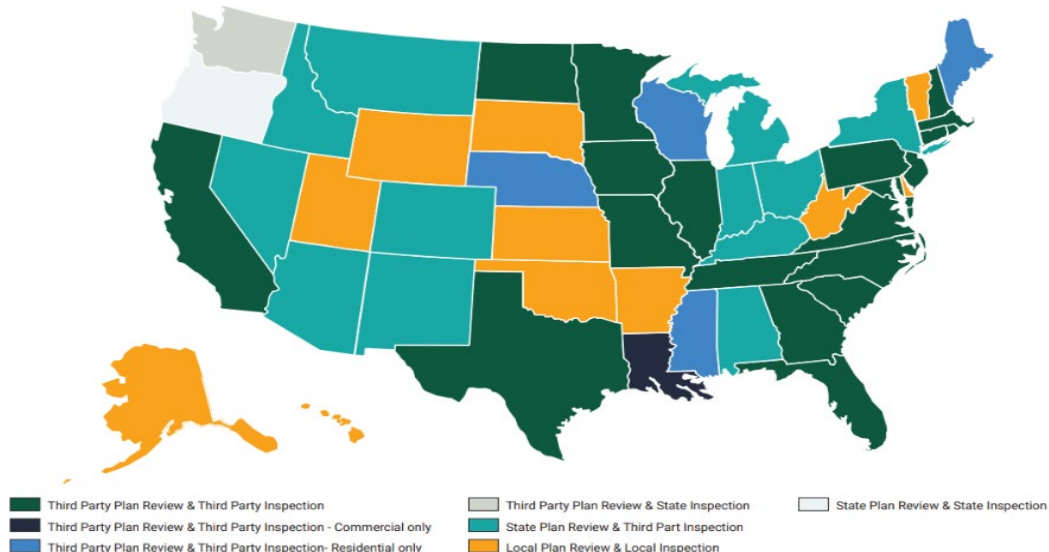 Third Party Plan Review & Third Party Inspection
Third Party Plan Review & Third Party Inspection - Commercial only
Third Party Plan Review & Third Party Inspection- Residential only
Third Party Plan Review & State Inspection
State Plan Review & Third Part Inspection
Local Plan Review & Local Inspection
State Plan Review & State Inspection